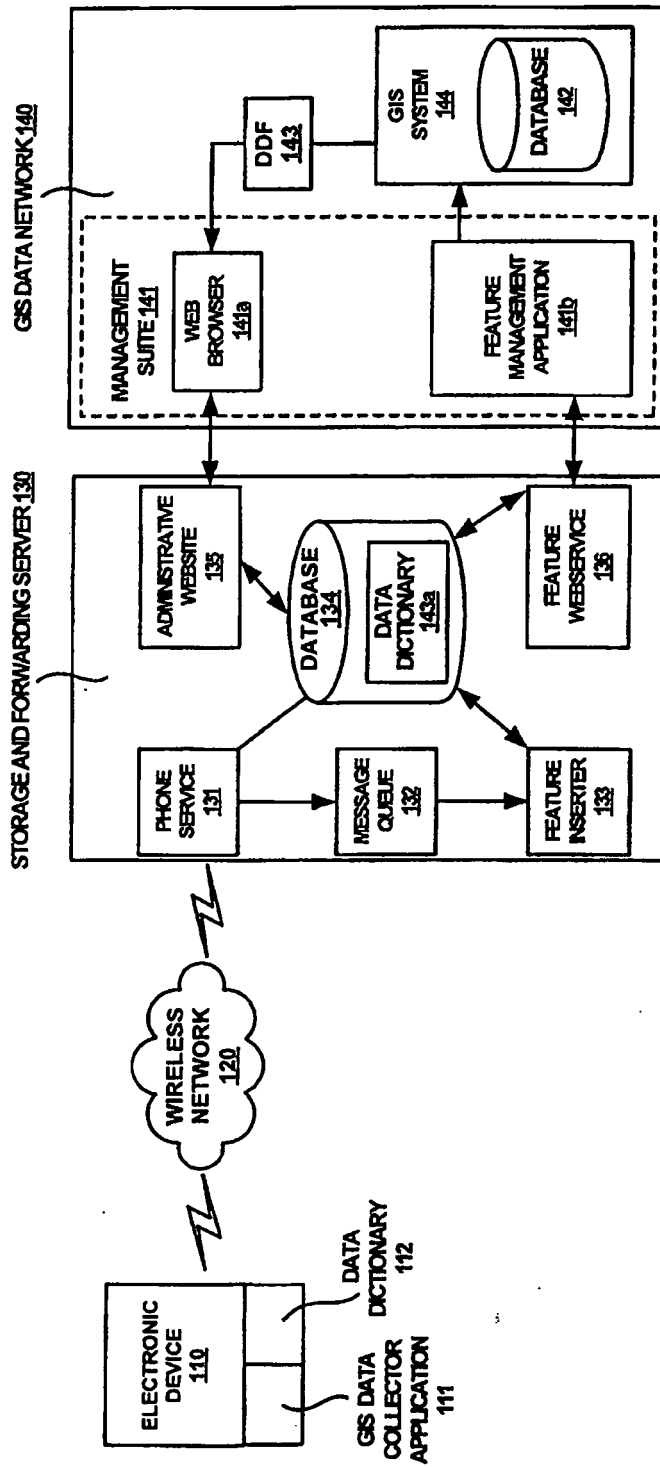 ELECTRONIC
DEVICE
110
GIS DATA
COLLECTOR
APPLICATION
111
DATA
DICTIONARY
112
WIRELESS
NETWORK
120
STORAGE AND FORWARDING SERVER 130
PHONE
SERVICE
131
MESSAGE
QUEUE
132
FEATURE
INSERTER
133
DATABASE
134
DATA
DICTIONARY
143a
ADMINISTRATIVE
WEBSITE
135
FEATURE
WEBSERVICE
136
GIS DATA NETWORK 140
MANAGEMENT
SUITE 141
WEB
BROWSER
141a
FEATURE
MANAGEMENT
APPLICATION
141b
DDF
143
GIS
SYSTEM
144
DATABASE
142